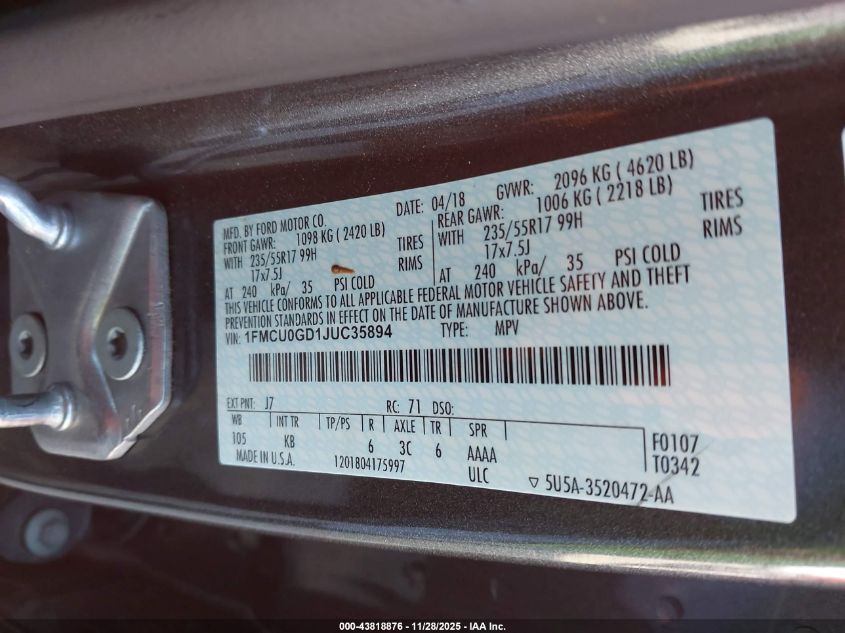 MFD. BY FORD MOTOR CO. DATE: 04/18 GVWR: 2096 KG ( 4620 LB)
FRONT GAWR: 1098 KG ( 2420 LB) REAR GAWR: 1006 KG ( 2218 LB)
WITH 235/55R17 99H TIRES WITH 235/55R17 99H TIRES
17x7.5J RIMS 17x7.5J RIMS
AT 240 kPa/ 35 PSI COLD AT 240 kPa/ 35 PSI COLD
THIS VEHICLE CONFORMS TO ALL APPLICABLE FEDERAL MOTOR VEHICLE SAFETY AND THEFT
PREVENTION STANDARDS IN EFFECT ON THE DATE OF MANUFACTURE SHOWN ABOVE.
VIN: 1FMCU0GD1JUC35894 TYPE: MPV
EXT PNT: J7 RC: 71 DSO:
WB INT TR TP/PS R AXLE TR SPR
105 KB 6 3C 6 AAAA F0107
MADE IN U.S.A. 1201804175997 ULC T0342
▽ 5U5A-3520472-AA
000-43818876 - 11/28/2025 - IAA Inc.